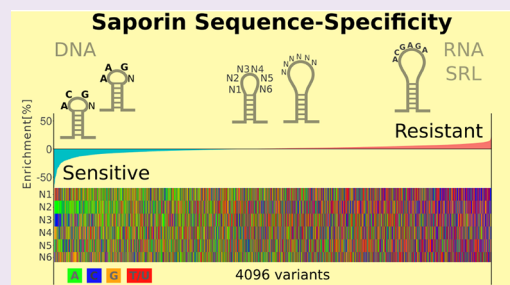 Saporin Sequence-Specificity
DNA
RNA
SRL
A G
A N
C G
A N
N3 N4
N2 N5
N1 N6
N N N N N N
C A C G A G A
Enrichment[%]
50
0
-50
Resistant
Sensitive
N1
N2
N3
N4
N5
N6
A C G T/U
4096 variants